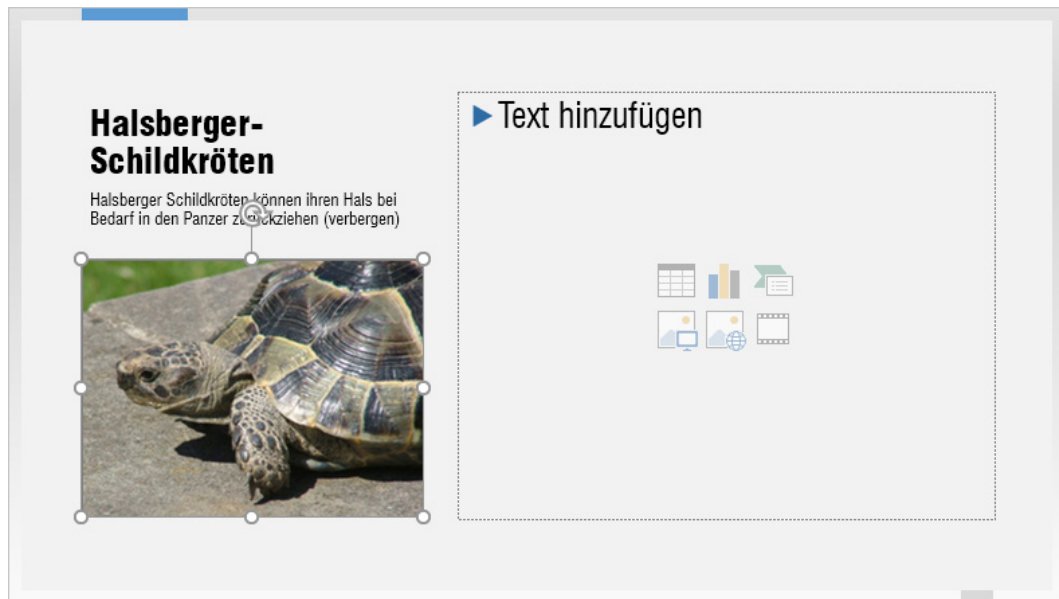 Halsberger-
Schildkröten
Halsberger Schildkröten können ihren Hals bei
Bedarf in den Panzer zurückziehen (verbergen)
Text hinzufügen